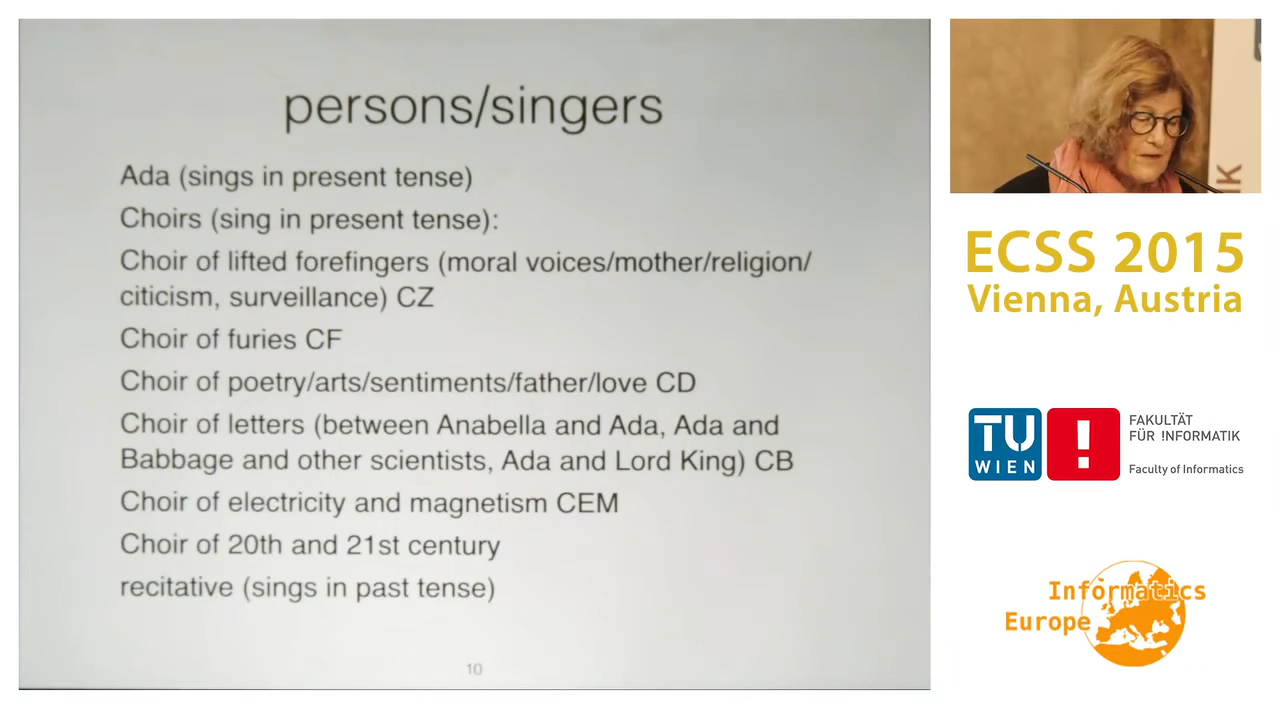 persons/singers
Ada (sings in present tense)
Choirs (sing in present tense):
Choir of lifted forefingers (moral voices/mother/religion/
citicism, surveillance) CZ
Choir of furies CF
Choir of poetry/arts/sentiments/father/love CD
Choir of letters (between Anabella and Ada, Ada and
Babbage and other scientists, Ada and Lord King) CB
Choir of electricity and magnetism CEM
Choir of 20th and 21st century
recitative (sings in past tense)
10
IK
ECSS 2015
Vienna, Austria
TU
WIEN
!
FAKULTÄT
FÜR !NFORMATIK
Faculty of Informatics
Informatics
Europe